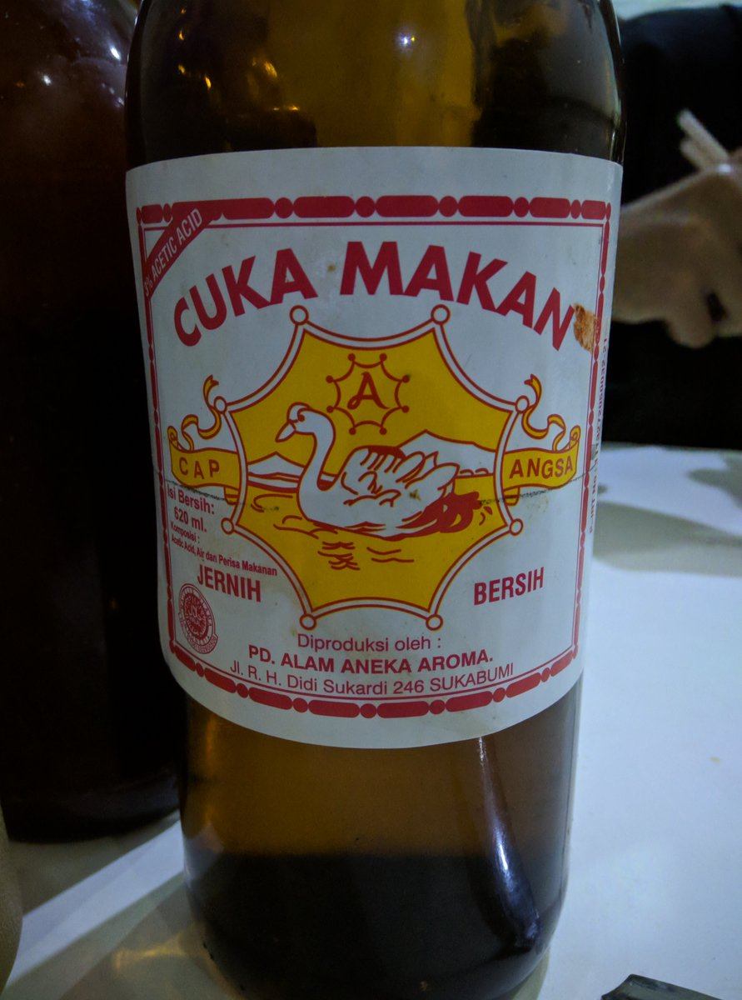 ACETIC ACID
CUKA MAKAN
A
CAP ANGSA
Isi Bersih:
620 ml.
Komposisi :
Acetic Acid, Air dan Perisa Makanan
JERNIH BERSIH
Diproduksi oleh :
PD. ALAM ANEKA AROMA.
Jl. R. H. Didi Sukardi 246 SUKABUMI